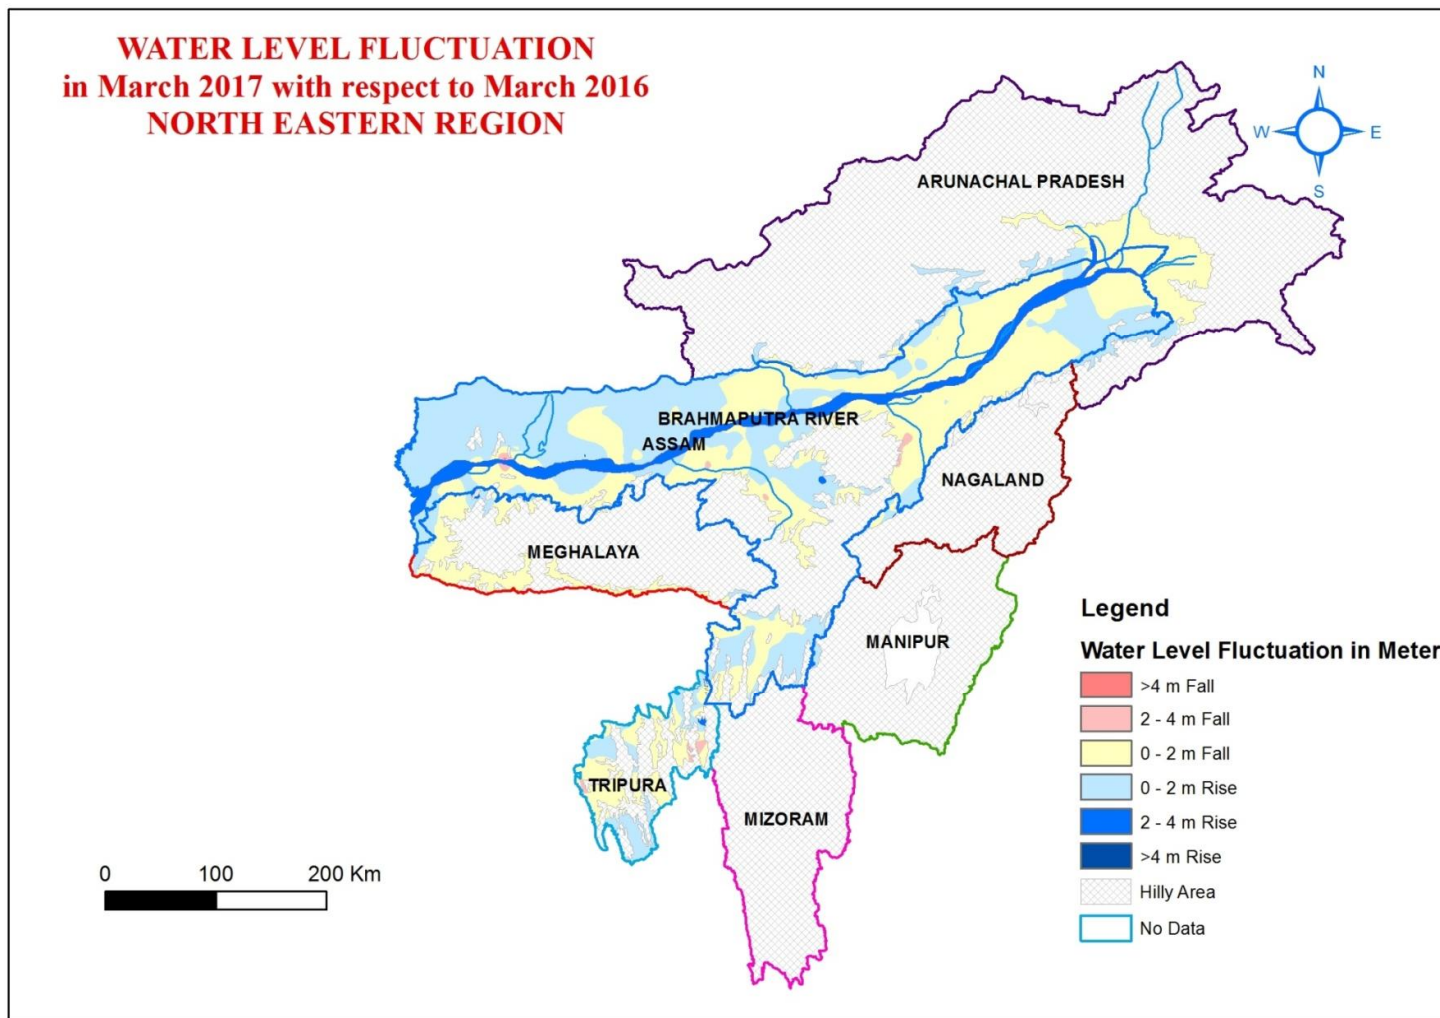 WATER LEVEL FLUCTUATION
in March 2017 with respect to March 2016
NORTH EASTERN REGION
N
W
E
S
ARUNACHAL PRADESH
BRAHMAPUTRA RIVER
ASSAM
NAGALAND
MEGHALAYA
MANIPUR
TRIPURA
MIZORAM
Legend
Water Level Fluctuation in Meter
>4 m Fall
2 - 4 m Fall
0 - 2 m Fall
0 - 2 m Rise
2 - 4 m Rise
>4 m Rise
Hilly Area
No Data
0 100 200 Km